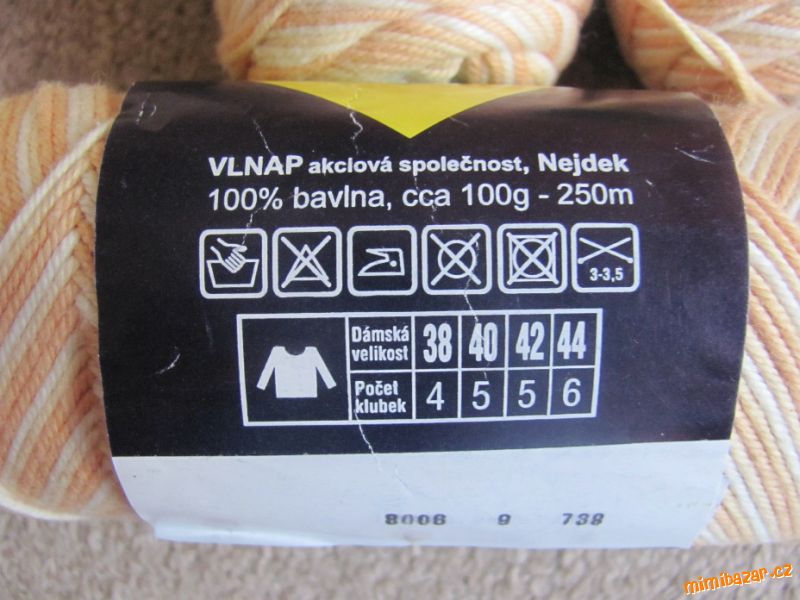 VLNAP akciová společnost, Nejdek
100% bavlna, cca 100g - 250m
3-3,5
Dámská velikost 38 40 42 44
Počet klubek 4 5 5 6
8006 9 738
mimibazar.cz